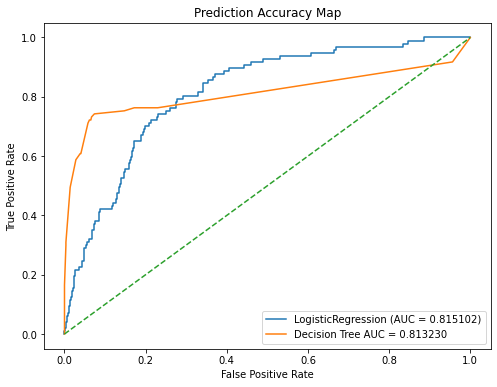 Prediction Accuracy Map
True Positive Rate
1.0
0.8
0.6
0.4
0.2
0.0
LogisticRegression (AUC = 0.815102)
Decision Tree AUC = 0.813230
0.0 0.2 0.4 0.6 0.8 1.0
False Positive Rate